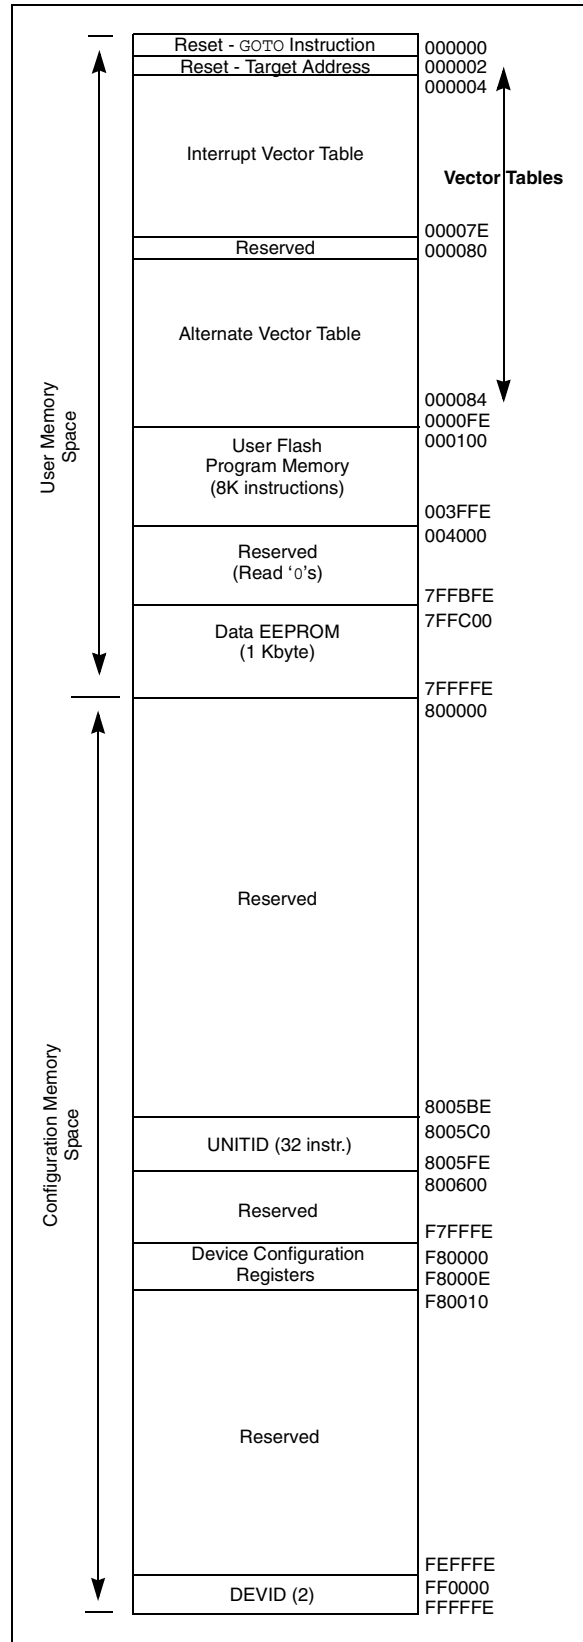 Reset - GOTO Instruction 000000
Reset - Target Address 000002
000004
Interrupt Vector Table
Vector Tables
00007E
Reserved 000080
Alternate Vector Table
000084
0000FE
User Flash 000100
Program Memory
(8K instructions)
003FFE
004000
Reserved
(Read ‘0’s)
7FFBFE
7FFC00
Data EEPROM
(1 Kbyte)
7FFFFE
800000
User Memory
Space
Reserved
8005BE
8005C0
UNITID (32 instr.)
8005FE
800600
Reserved
F7FFFE
Device Configuration F80000
Registers F8000E
F80010
Reserved
FEFFFE
FF0000
DEVID (2)
FFFFFE
Configuration Memory
Space